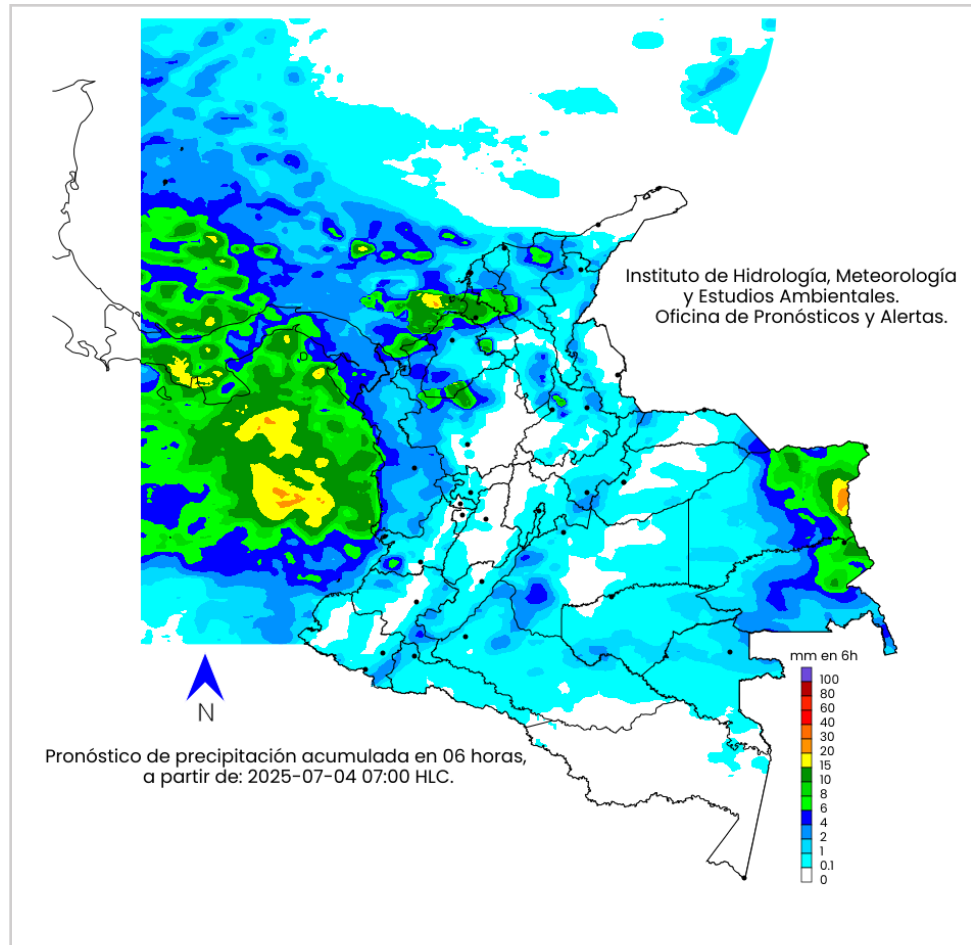 Instituto de Hidrología, Meteorología
y Estudios Ambientales.
Oficina de Pronósticos y Alertas.
mm en 6h
100
80
60
40
30
20
15
10
8
6
4
2
1
0.1
0
N
Pronóstico de precipitación acumulada en 06 horas,
a partir de: 2025-07-04 07:00 HLC.